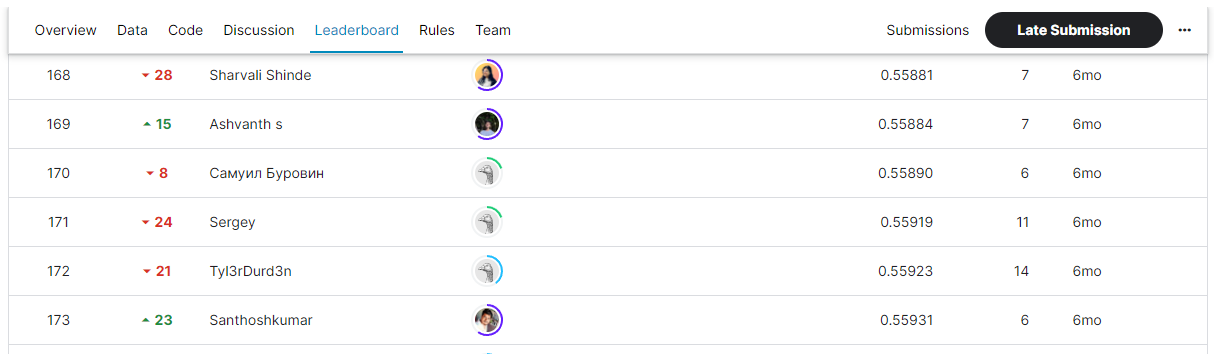 Overview Data Code Discussion Leaderboard Rules Team Submissions Late Submission
168 28 Sharvali Shinde 0.55881 7 6mo
169 15 Ashvanth s 0.55884 7 6mo
170 8 Самуил Буровин 0.55890 6 6mo
171 24 Sergey 0.55919 11 6mo
172 21 Tyl3rDurd3n 0.55923 14 6mo
173 23 Santhoshkumar 0.55931 6 6mo